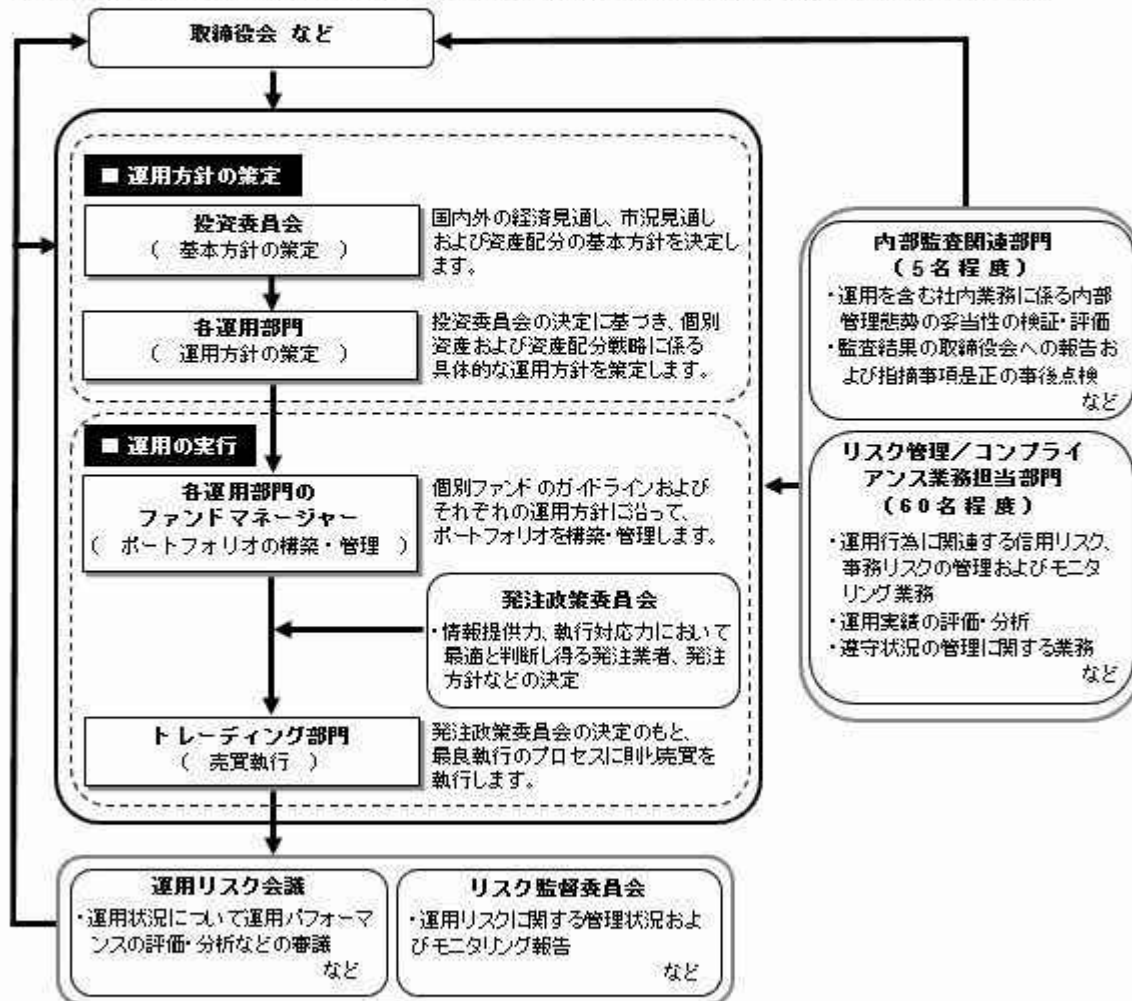 取締役会 など
■ 運用方針の策定
投資委員会
( 基本方針の策定 )
国内外の経済見通し、市況見通し
および資産配分の基本方針を決定し
ます。
各運用部門
( 運用方針の策定 )
投資委員会の決定に基づき、個別
資産および資産配分戦略に係る
具体的な運用方針を策定します。
■ 運用の実行
各運用部門の
ファンドマネージャー
( ポートフォリオの構築・管理 )
個別ファンドのガイドラインおよび
それぞれの運用方針に沿って、
ポートフォリオを構築・管理します。
発注政策委員会
・情報提供力、執行対応力において
最適と判断し得る発注業者、発注
方針などの決定
トレーディング部門
( 売買執行 )
発注政策委員会の決定のもと、
最良執行のプロセスに則り売買を
執行します。
内部監査関連部門
(5名程度)
・運用を含む社内業務に係る内部
管理態勢の妥当性の検証・評価
・監査結果の取締役会への報告お
よび指摘事項是正の事後点検
など
リスク管理/コンプライ
アンス業務担当部門
(60名程度)
・運用行為に関連する信用リスク、
事務リスクの管理およびモニタ
リング業務
・運用実績の評価・分析
・遵守状況の管理に関する業務
など
運用リスク会議
・運用状況について運用パフォーマ
ンスの評価・分析などの審議
など
リスク監督委員会
・運用リスクに関する管理状況およ
びモニタリング報告
など